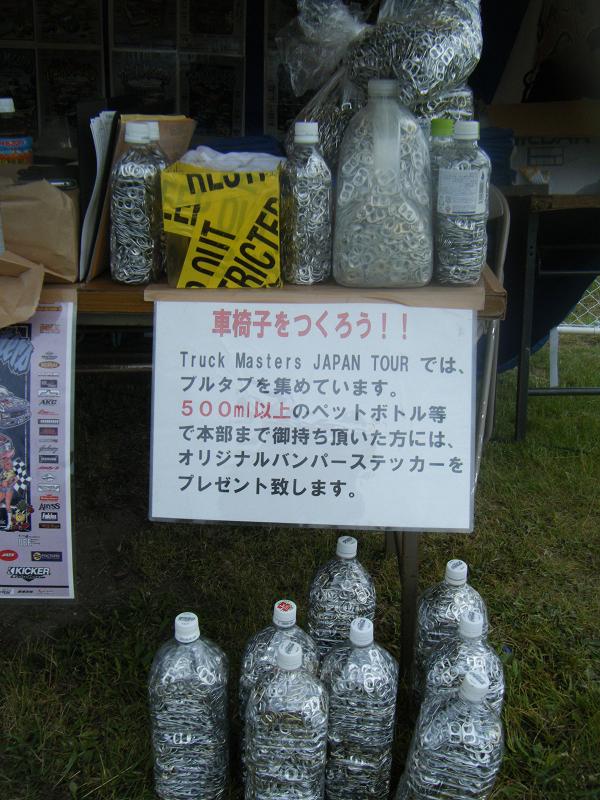 車椅子をつくろう！！
Truck Masters JAPAN TOUR では、
プルタブを集めています。
５００ml以上のペットボトル等
で本部まで御持ち頂いた方には、
オリジナルバンパーステッカーを
プレゼント致します。
OUT
KICKER